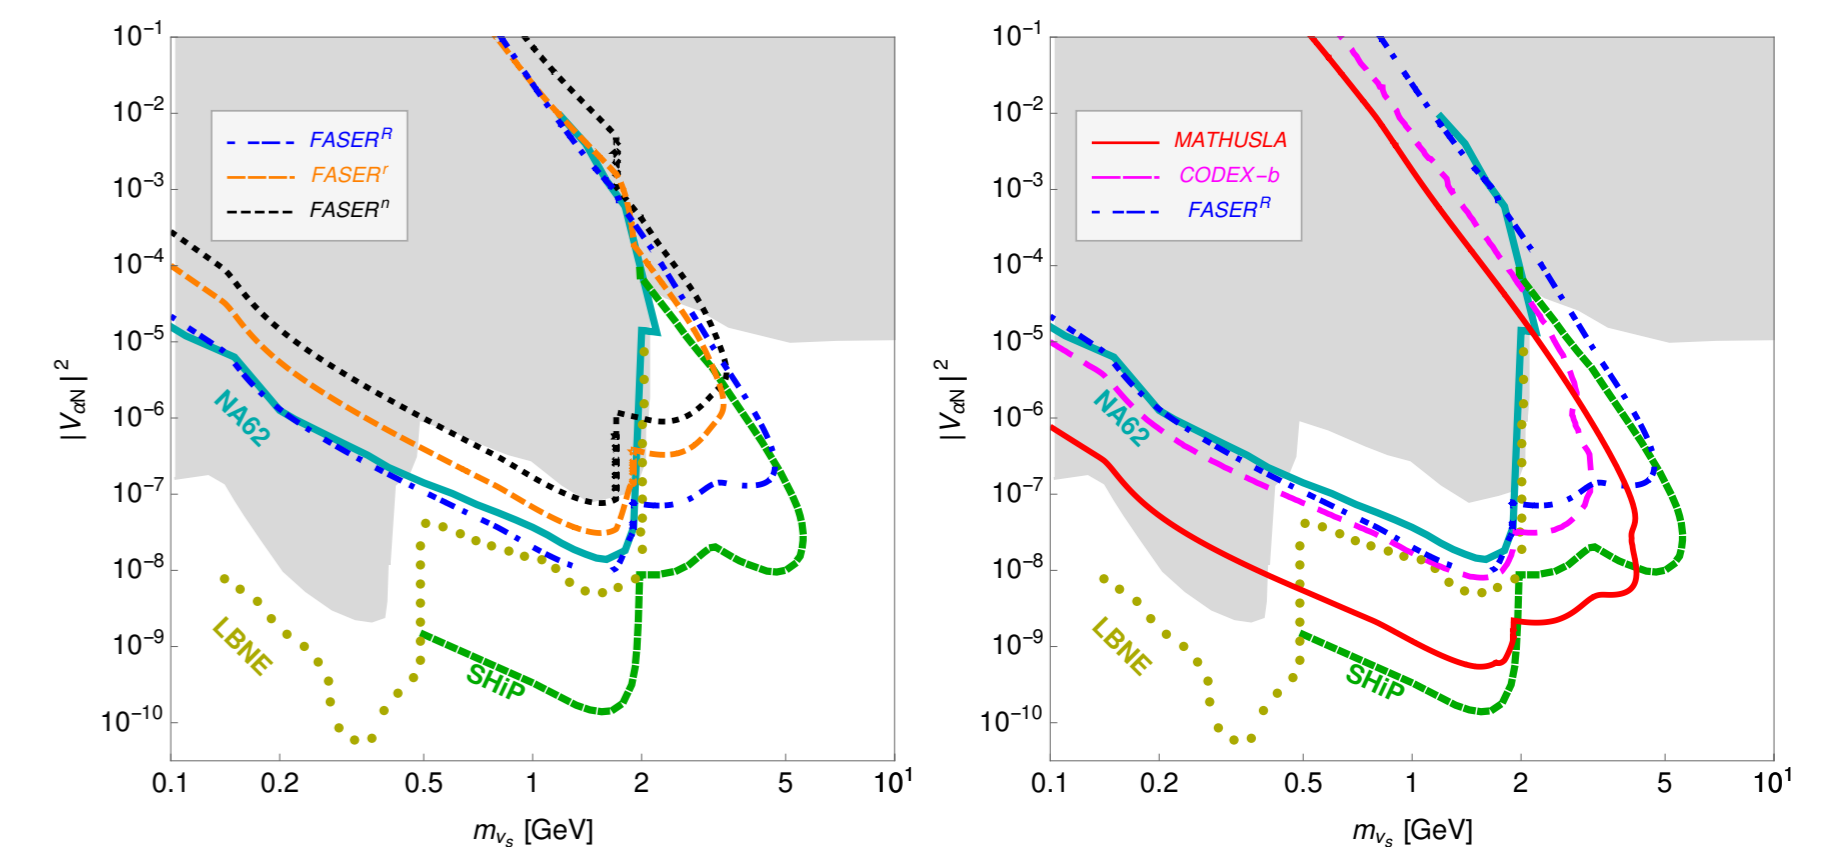 10⁻¹
10⁻²
10⁻³
10⁻⁴
10⁻⁵
10⁻⁶
10⁻⁷
10⁻⁸
10⁻⁹
10⁻¹⁰
|V_αN|²
FASER^R
FASER^r
FASER^n
NA62
LBNE
SHiP
0.1 0.2 0.5 1 2 5 10¹
m_νs [GeV]
10⁻¹
10⁻²
10⁻³
10⁻⁴
10⁻⁵
10⁻⁶
10⁻⁷
10⁻⁸
10⁻⁹
10⁻¹⁰
|V_αN|²
MATHUSLA
CODEX−b
FASER^R
NA62
LBNE
SHiP
0.1 0.2 0.5 1 2 5 10¹
m_νs [GeV]